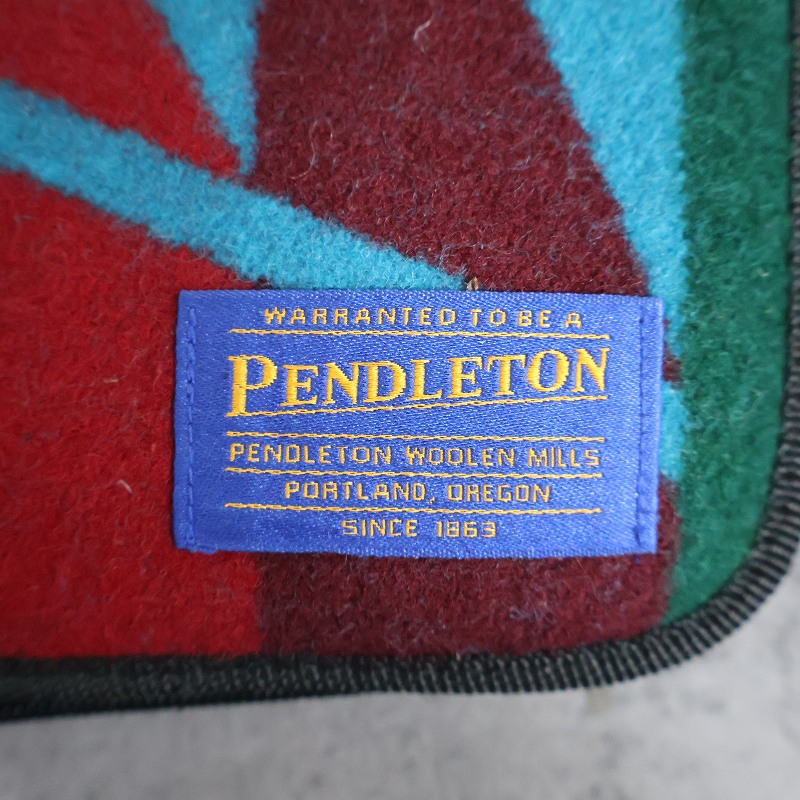 WARRANTED TO BE A
PENDLETON
PENDLETON WOOLEN MILLS
PORTLAND, OREGON
SINCE 1863